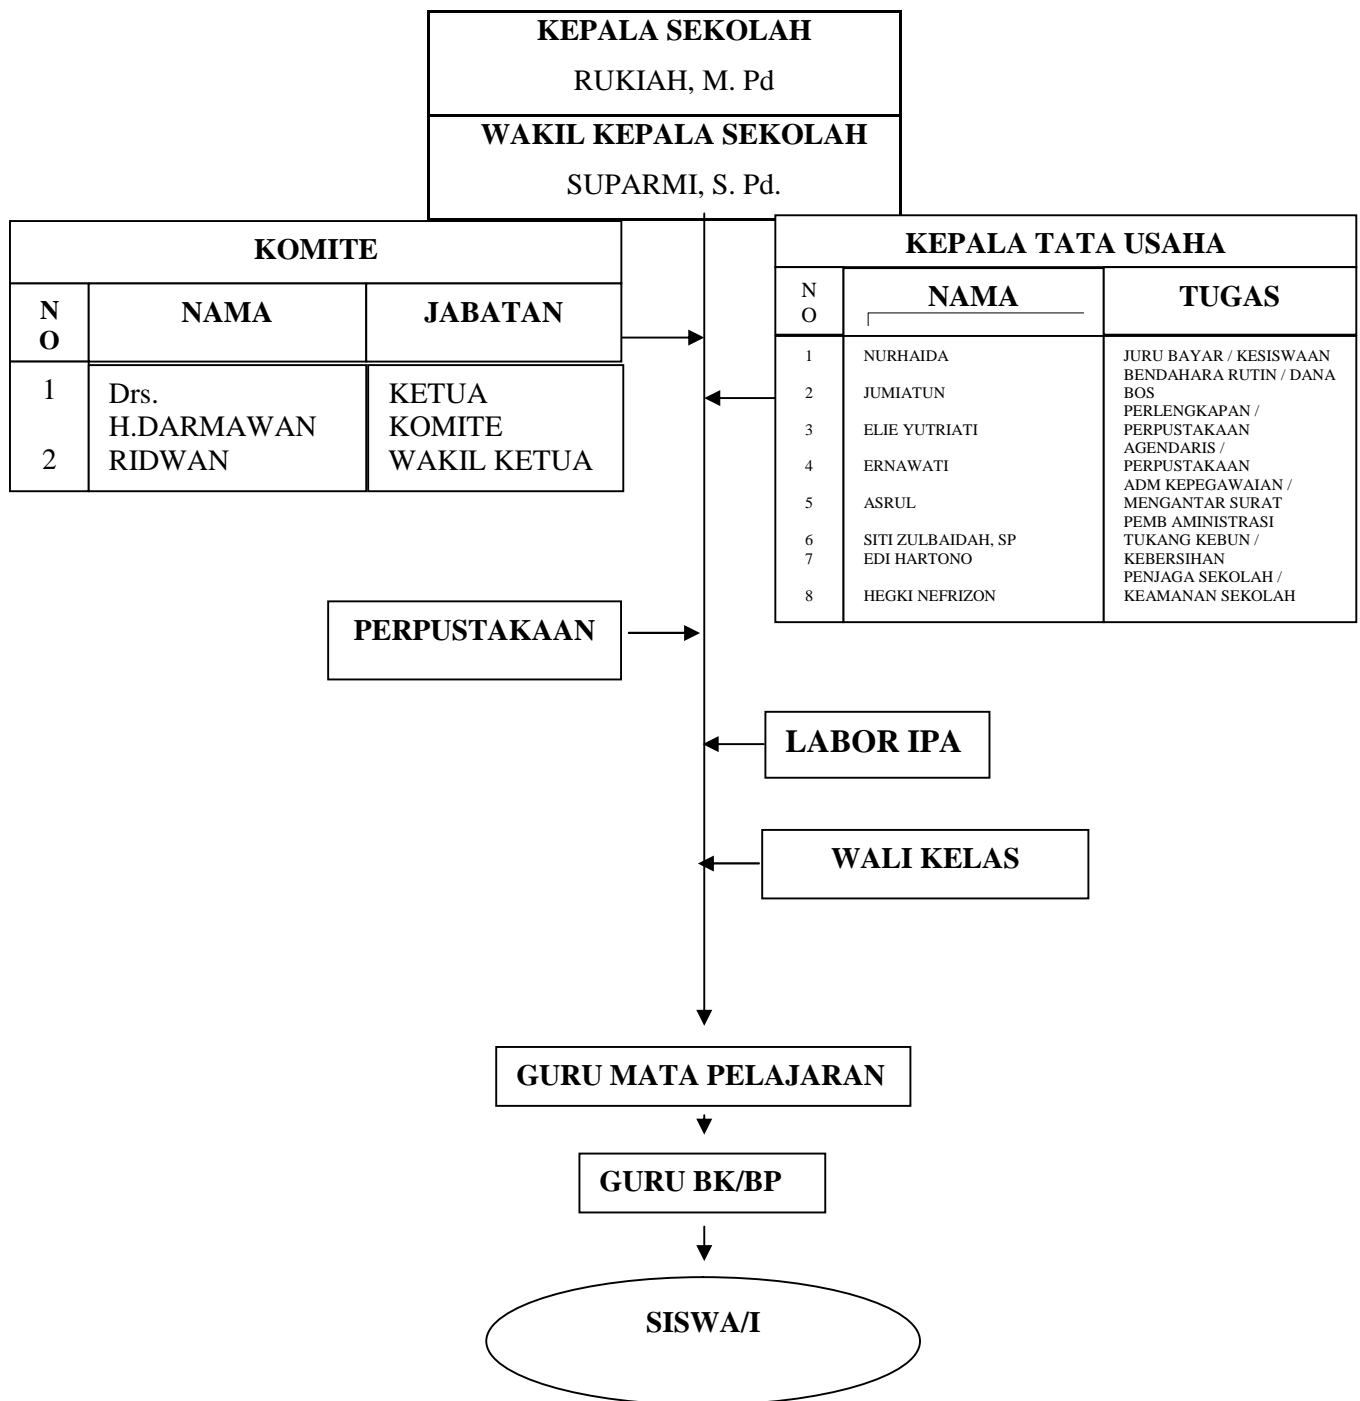 KEPALA SEKOLAH
RUKIAH, M. Pd
WAKIL KEPALA SEKOLAH
SUPARMI, S. Pd.
KOMITE
N
O
NAMA
JABATAN
1
Drs.
H.DARMAWAN
KETUA
KOMITE
2
RIDWAN
WAKIL KETUA
KEPALA TATA USAHA
N
O
NAMA
TUGAS
1
NURHAIDA
JURU BAYAR / KESISWAAN
BENDAHARA RUTIN / DANA
2
JUMIATUN
BOS
PERLENGKAPAN /
3
ELIE YUTRIATI
PERPUSTAKAAN
AGENDARIS /
4
ERNAWATI
PERPUSTAKAAN
ADM KEPEGAWAIAN /
5
ASRUL
MENGANTAR SURAT
PEMB AMINISTRASI
6
SITI ZULBAIDAH, SP
TUKANG KEBUN /
7
EDI HARTONO
KEBERSIHAN
PENJAGA SEKOLAH /
8
HEGKI NEFRIZON
KEAMANAN SEKOLAH
PERPUSTAKAAN
LABOR IPA
WALI KELAS
GURU MATA PELAJARAN
GURU BK/BP
SISWA/I